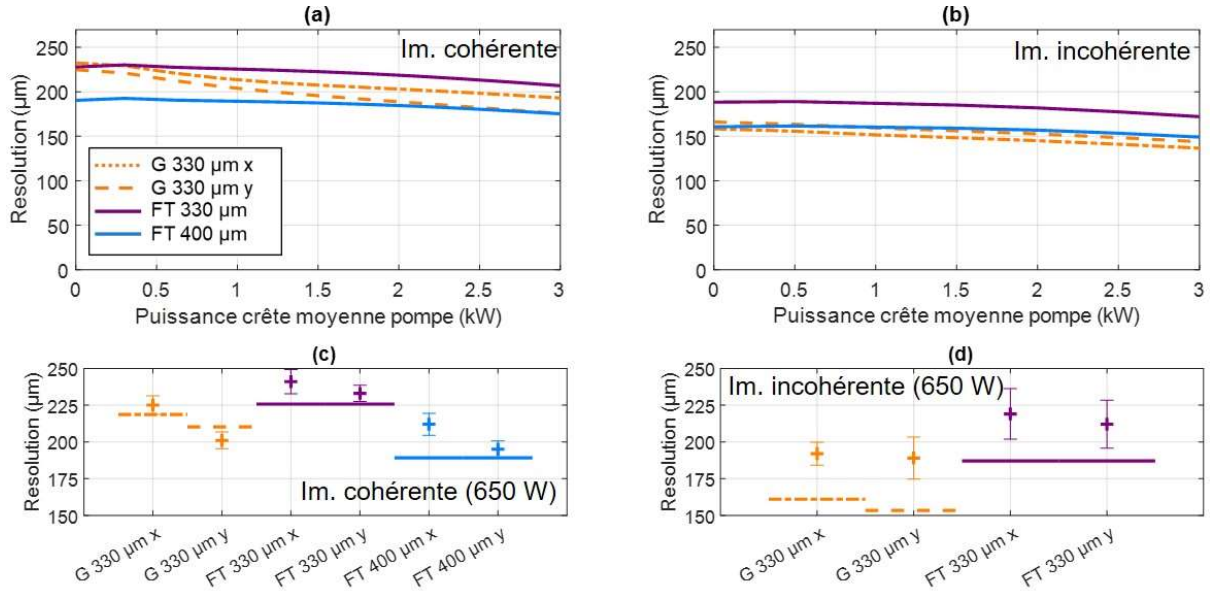 (a)
Im. cohérente
Resolution (µm)
250
200
150
100
50
0
G 330 µm x
G 330 µm y
FT 330 µm
FT 400 µm
0 0.5 1 1.5 2 2.5 3
Puissance crête moyenne pompe (kW)
(b)
Im. incohérente
Resolution (µm)
250
200
150
100
50
0
0 0.5 1 1.5 2 2.5 3
Puissance crête moyenne pompe (kW)
(c)
Resolution (µm)
250
225
200
175
150
Im. cohérente (650 W)
G 330 µm x
G 330 µm y
FT 330 µm x
FT 330 µm y
FT 400 µm x
FT 400 µm y
(d)
Im. incohérente (650 W)
Resolution (µm)
250
225
200
175
150
G 330 µm x
G 330 µm y
FT 330 µm x
FT 330 µm y